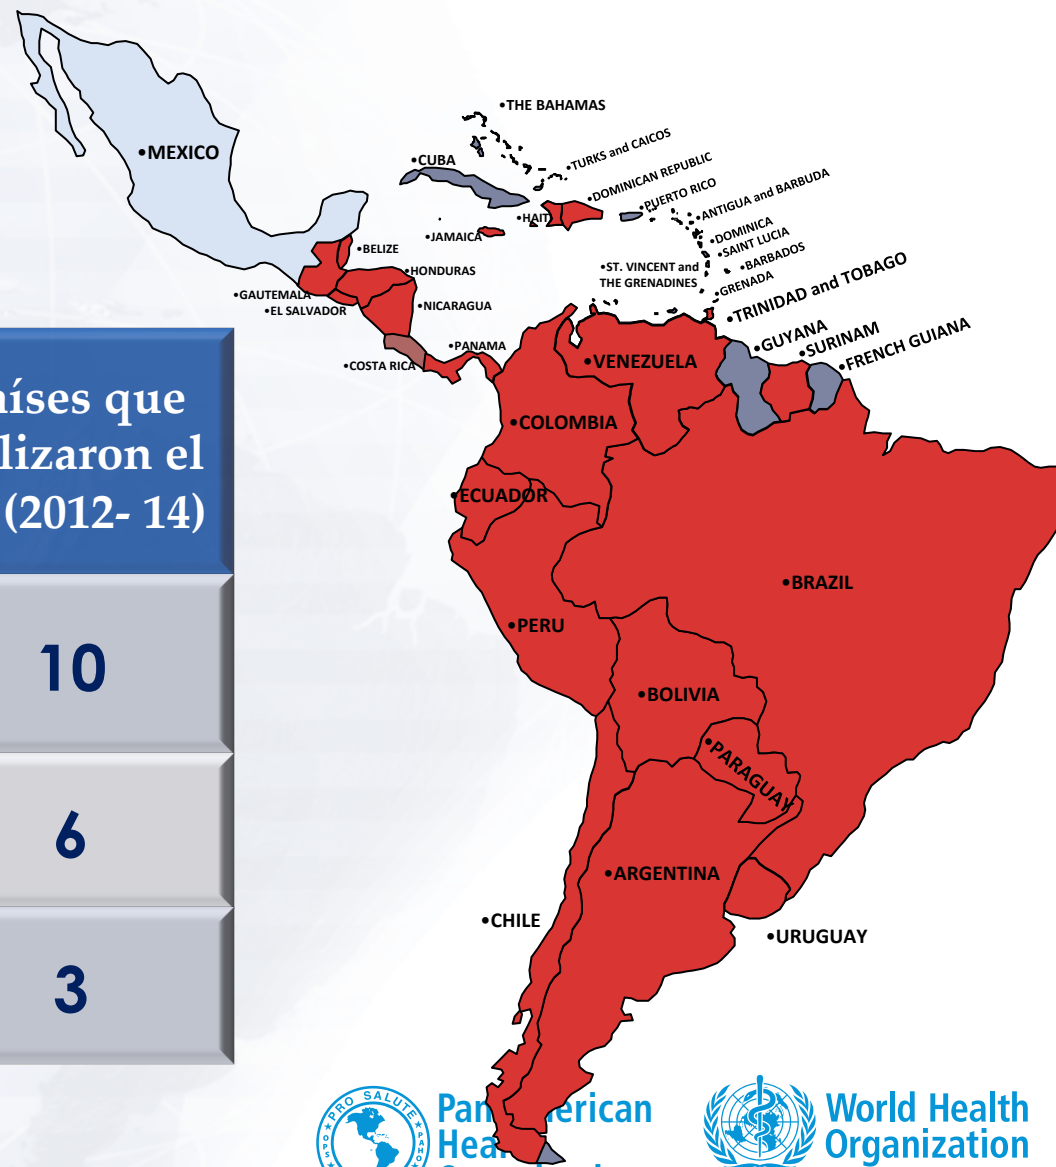 •THE BAHAMAS
•MEXICO
•CUBA
•TURKS and CAICOS
•DOMINICAN REPUBLIC
•PUERTO RICO
•ANTIGUA and BARBUDA
•HAITI
•JAMAICA
•DOMINICA
•SAINT LUCIA
•BARBADOS
•BELIZE
•ST. VINCENT and
THE GRENADINES
•GRENADA
•HONDURAS
•GAUTEMALA
•EL SALVADOR
•NICARAGUA
•TRINIDAD and TOBAGO
•GUYANA
•SURINAM
•FRENCH GUIANA
•PANAMA
•COSTA RICA
•VENEZUELA
•COLOMBIA
•ECUADOR
•BRAZIL
•PERU
•BOLIVIA
•PARAGUAY
•ARGENTINA
•CHILE
•URUGUAY
aíses que
lizaron el
(2012- 14)
10
6
3
PRO SALUTE
World Health
Organization